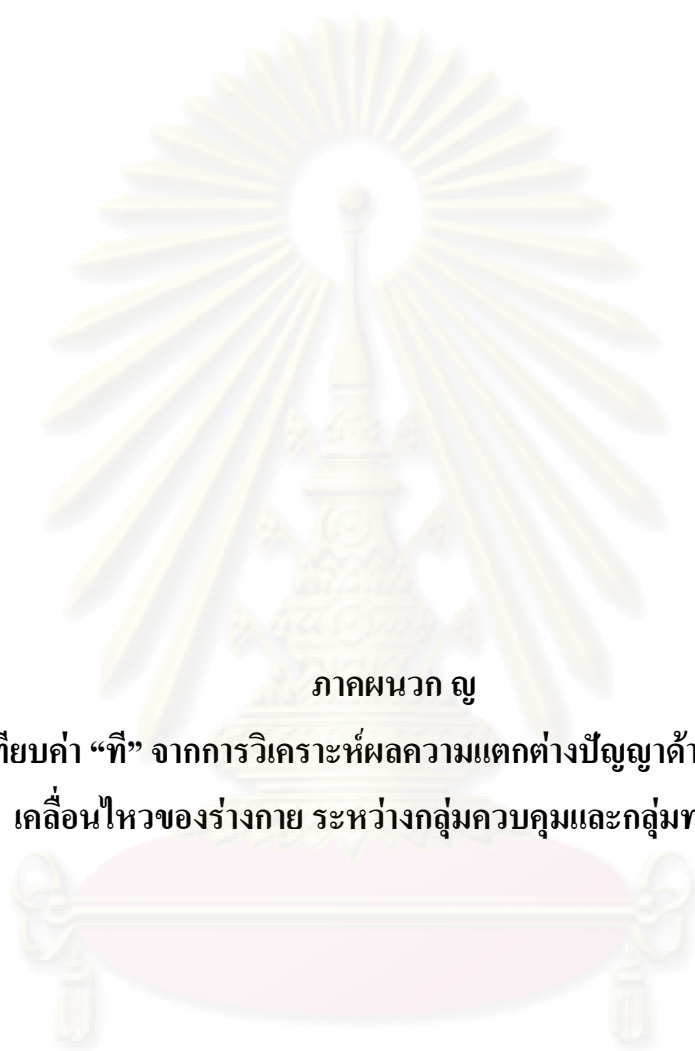 ภาคผนวก ญ
ทียบค่า “ที” จากการวิเคราะห์ผลความแตกต่างปัญญาด้า
เคลื่อนไหวของร่างกาย ระหว่างกลุ่มควบคุมและกลุ่มท